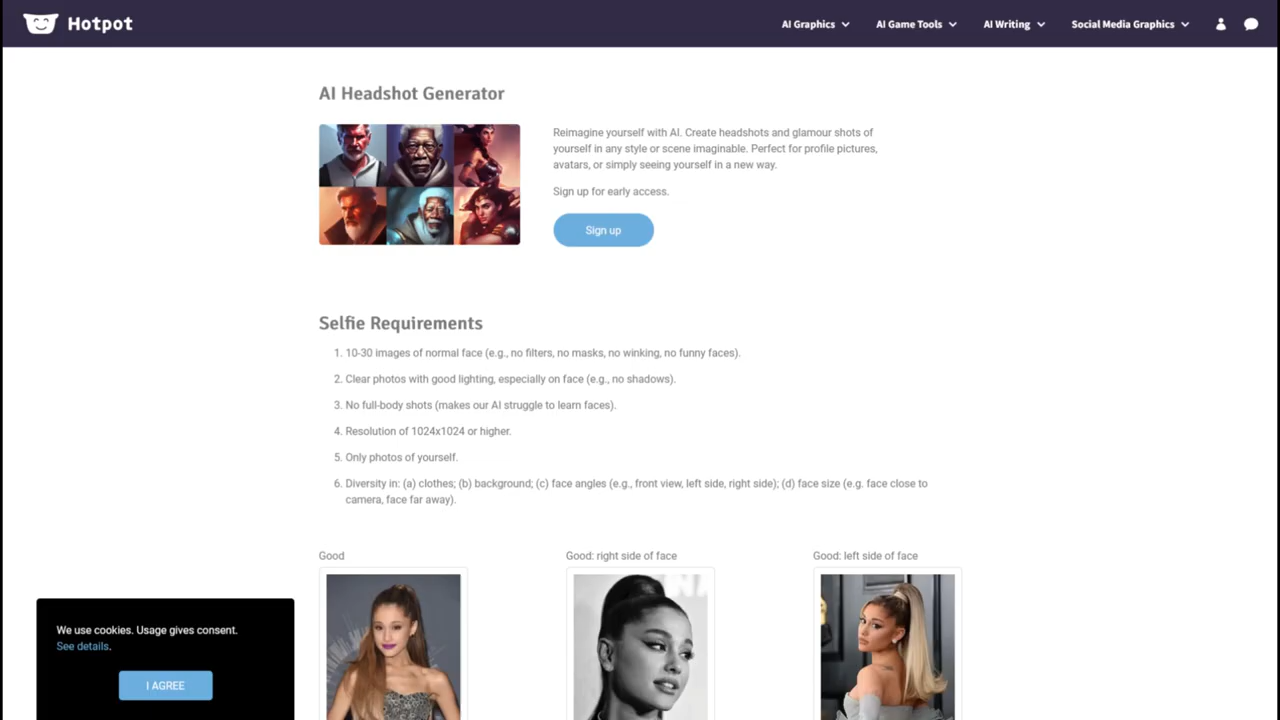 Hotpot
AI Graphics
AI Game Tools
AI Writing
Social Media Graphics
AI Headshot Generator
Reimagine yourself with AI. Create headshots and glamour shots of
yourself in any style or scene imaginable. Perfect for profile pictures,
avatars, or simply seeing yourself in a new way.
Sign up for early access.
Sign up
Selfie Requirements
1. 10-30 images of normal face (e.g., no filters, no masks, no winking, no funny faces).
2. Clear photos with good lighting, especially on face (e.g., no shadows).
3. No full-body shots (makes our AI struggle to learn faces).
4. Resolution of 1024x1024 or higher.
5. Only photos of yourself.
6. Diversity in: (a) clothes; (b) background; (c) face angles (e.g., front view, left side, right side); (d) face size (e.g. face close to
camera, face far away).
Good
Good: right side of face
Good: left side of face
We use cookies. Usage gives consent.
See details.
I AGREE